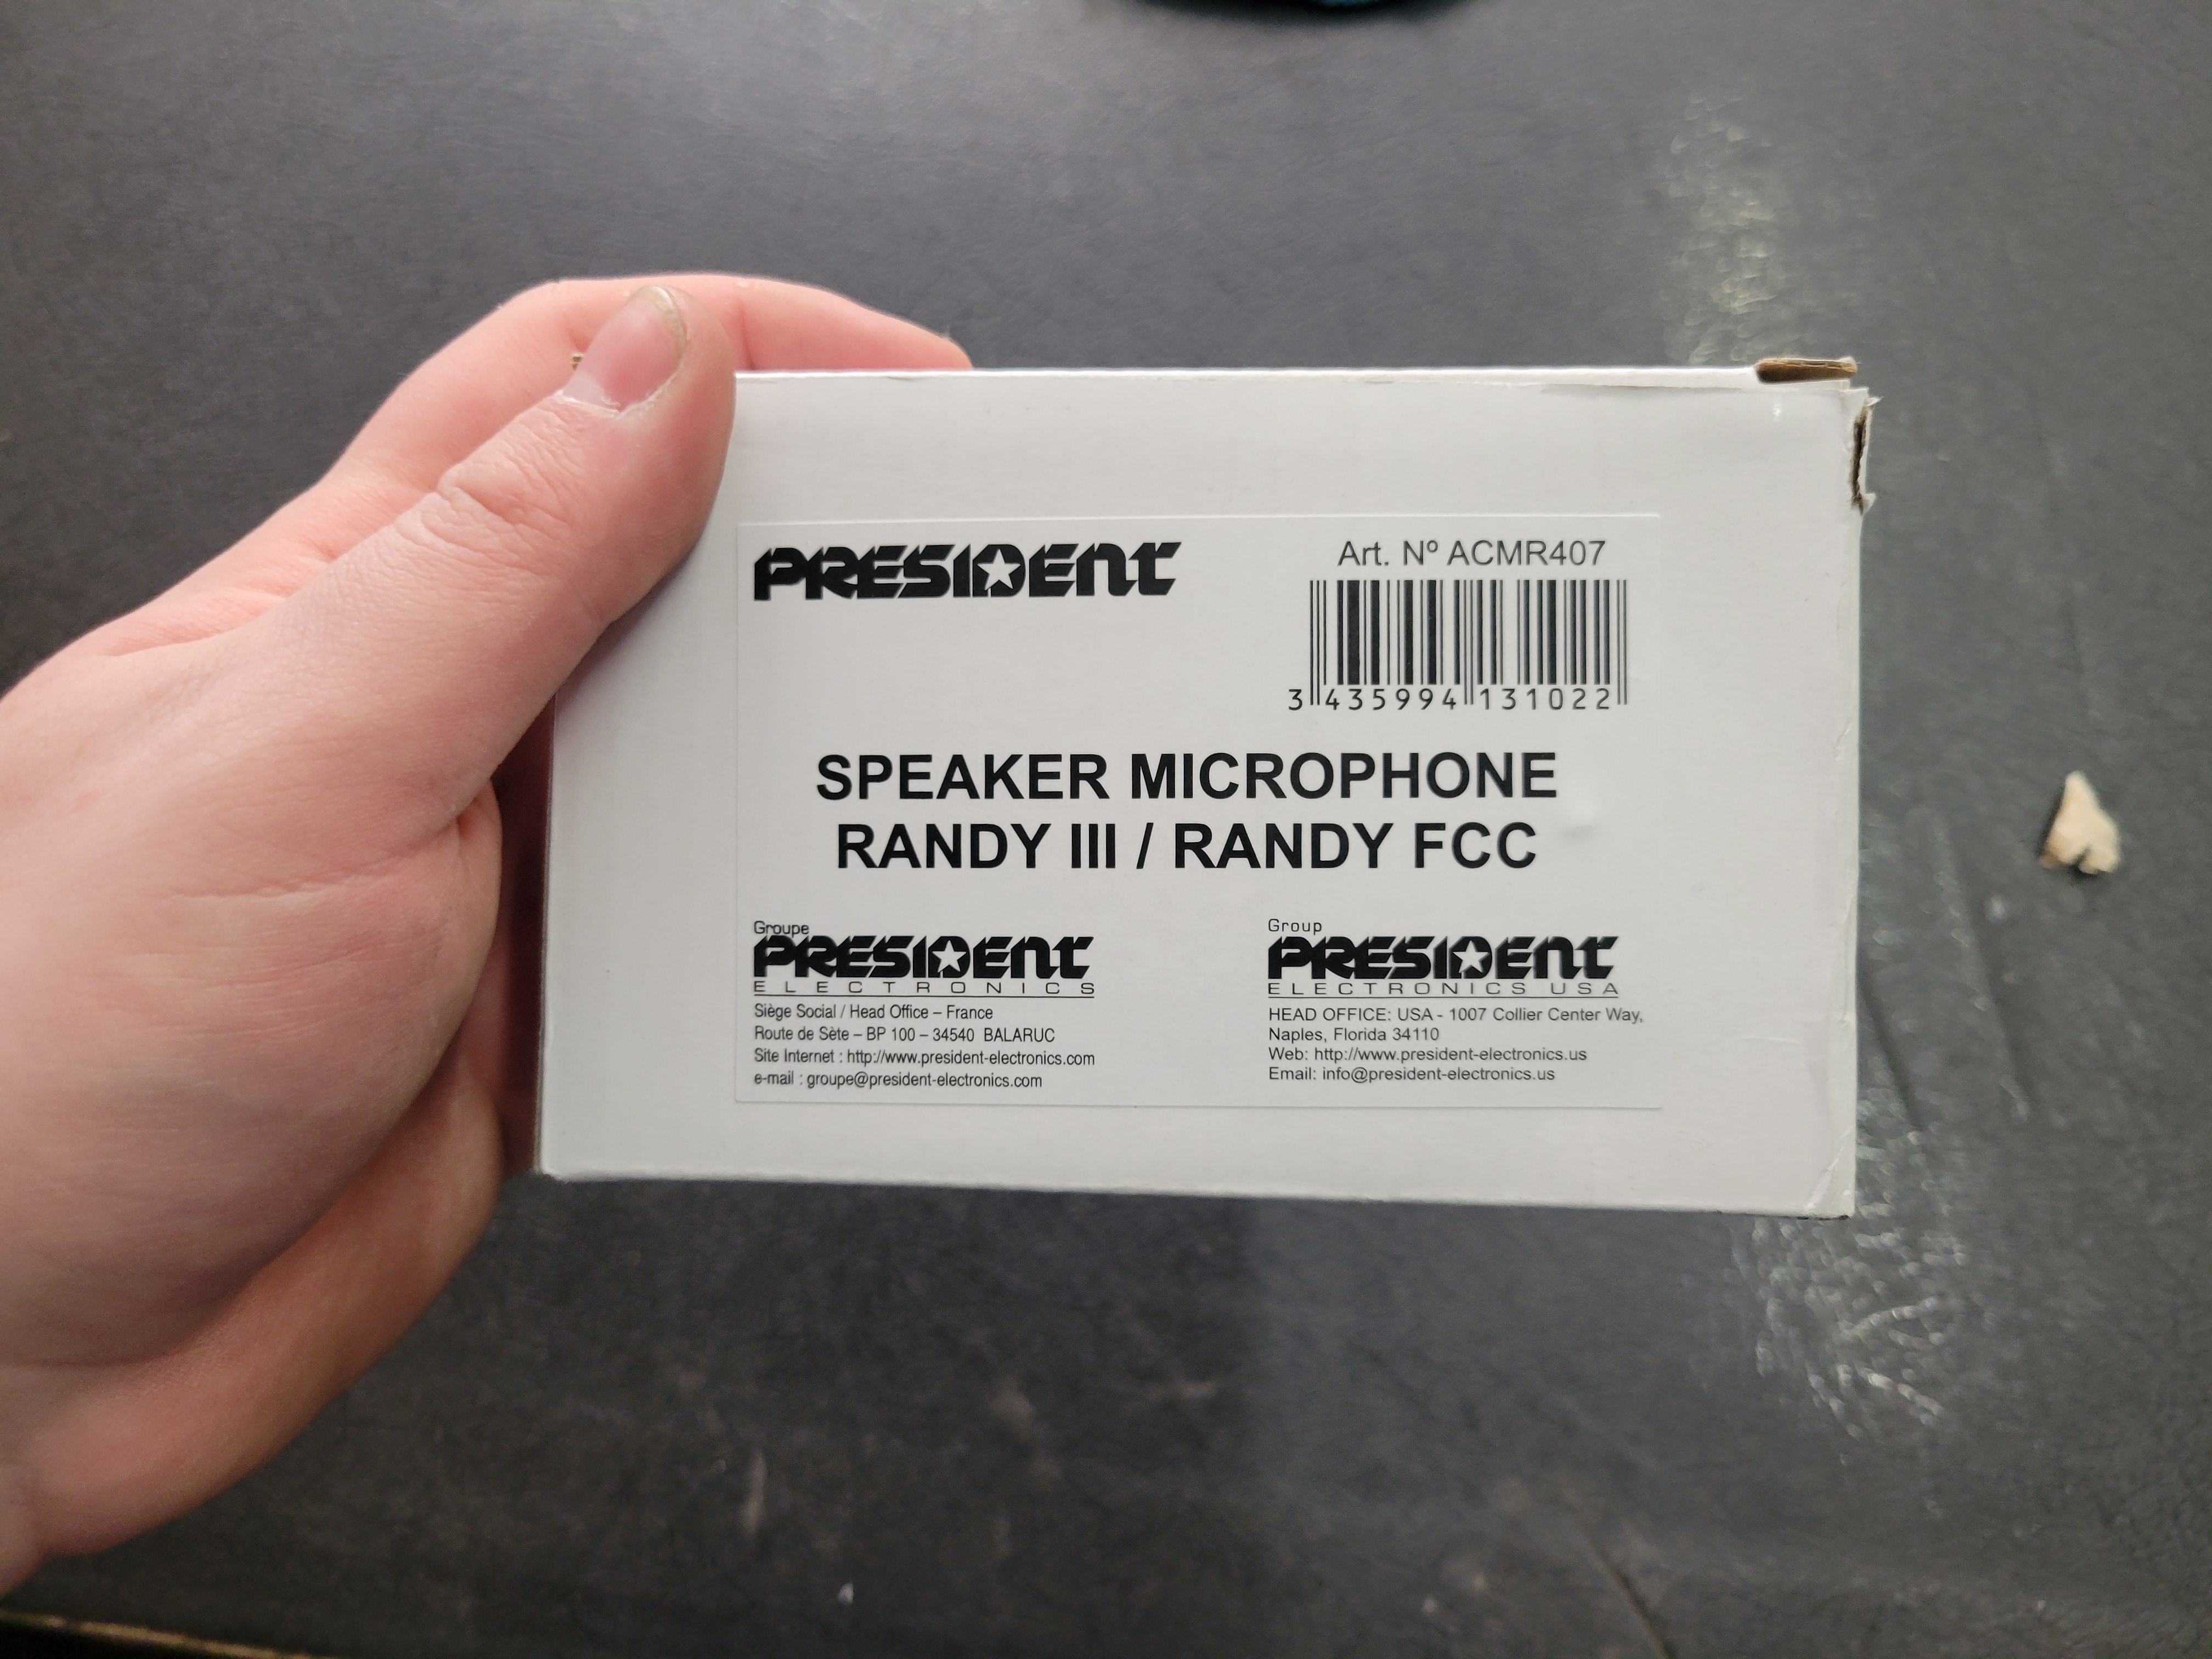 PRESIDENT
Art. Nº ACMR407
3 435994 131022
SPEAKER MICROPHONE
RANDY III / RANDY FCC
Groupe
PRESIDENT
ELECTRONICS
Siège Social / Head Office – France
Route de Sète – BP 100 – 34540 BALARUC
Site Internet : http://www.president-electronics.com
e-mail : groupe@president-electronics.com
Group
PRESIDENT
ELECTRONICS USA
HEAD OFFICE: USA - 1007 Collier Center Way,
Naples, Florida 34110
Web: http://www.president-electronics.us
Email: info@president-electronics.us